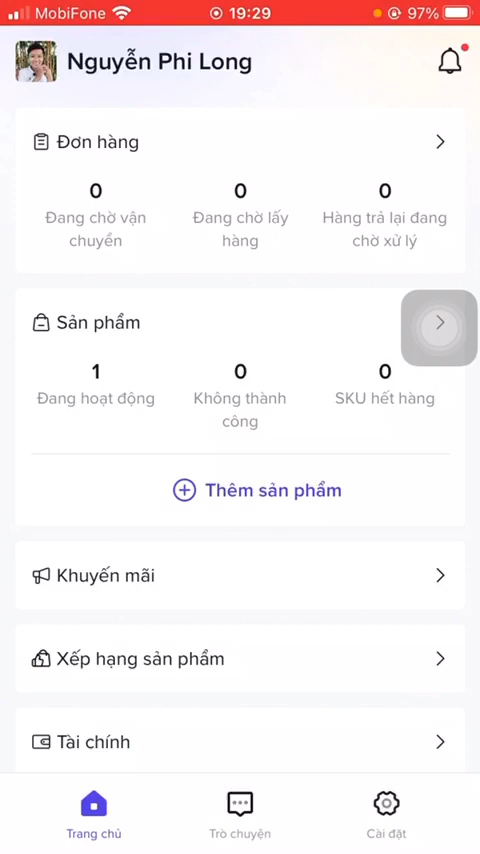 MobiFone 19:29 97%
Nguyễn Phi Long
Đơn hàng
0 0 0
Đang chờ vận chuyển Đang chờ lấy hàng Hàng trả lại đang chờ xử lý
Sản phẩm
1 0 0
Đang hoạt động Không thành công SKU hết hàng
Thêm sản phẩm
Khuyến mãi
Xếp hạng sản phẩm
Tài chính
Trang chủ Trò chuyện Cài đặt